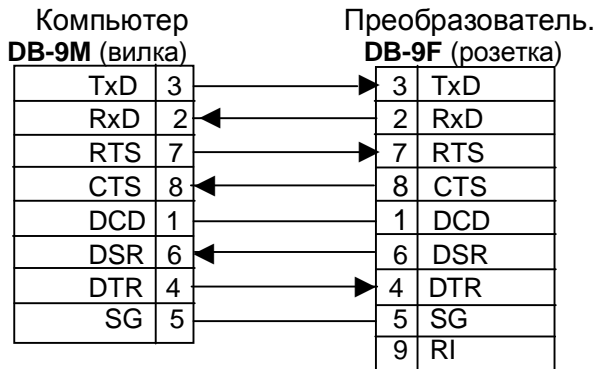 Компьютер Преобразователь.
DB-9M (вилка) DB-9F (розетка)
TxD 3 3 TxD
RxD 2 2 RxD
RTS 7 7 RTS
CTS 8 8 CTS
DCD 1 1 DCD
DSR 6 6 DSR
DTR 4 4 DTR
SG 5 5 SG
9 RI